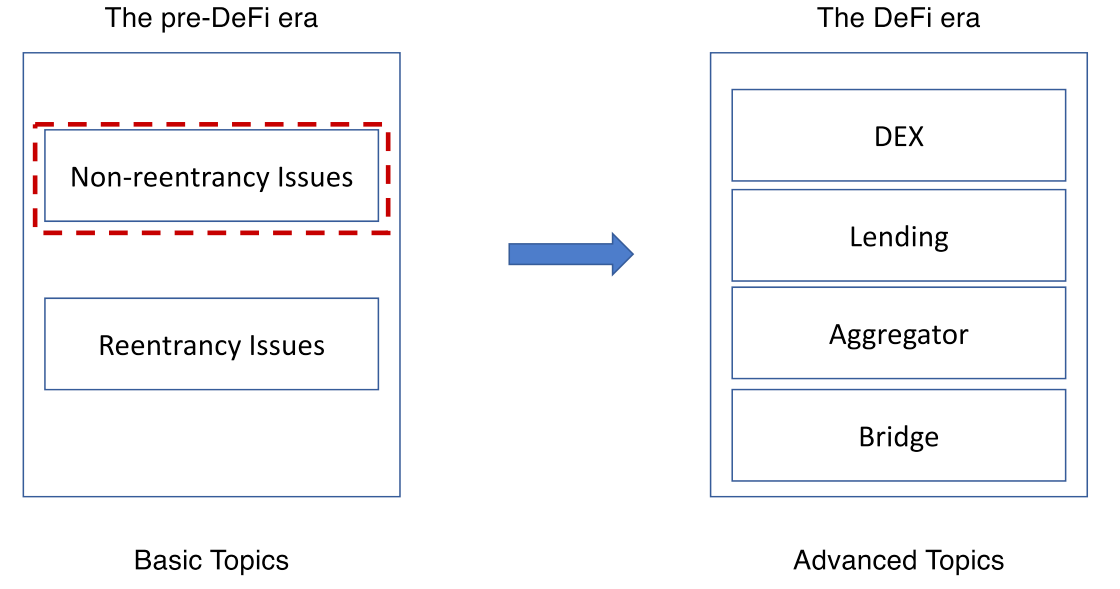 The pre-DeFi era
Non-reentrancy Issues
Reentrancy Issues
Basic Topics
The DeFi era
DEX
Lending
Aggregator
Bridge
Advanced Topics